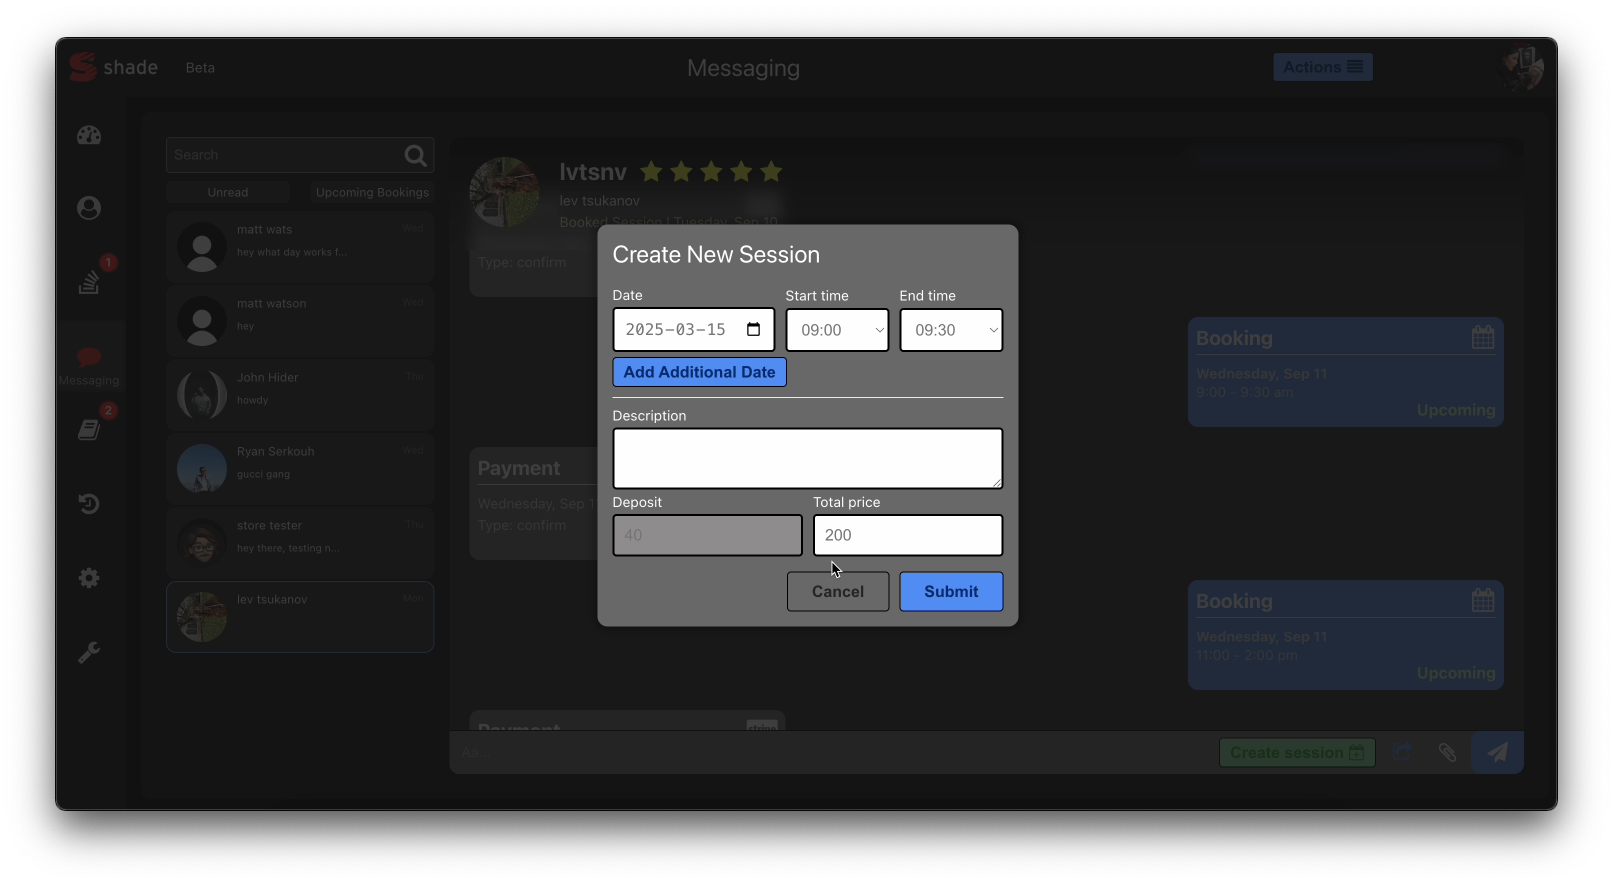 shade Beta
Messaging
Actions
Search
Unread Upcoming Bookings
matt wats Wed
hey what day works f...
matt watson Wed
hey
John Hider Thu
howdy
Ryan Serkouh Wed
gucci gang
store tester Thu
hey there, testing n...
lev tsukanov Mon
1
Messaging
2
lvtsnv
lev tsukanov
Booked Session | Tuesday, Sep 10
Type: confirm
Create New Session
Date Start time End time
2025-03-15 09:00 09:30
Add Additional Date
Description
Deposit Total price
40 200
Cancel Submit
Booking
Wednesday, Sep 11
9:00 - 9:30 am
Upcoming
Payment
Wednesday, Sep 1
Type: confirm
Booking
Wednesday, Sep 11
11:00 - 2:00 pm
Upcoming
Payment
Aa...
Create session